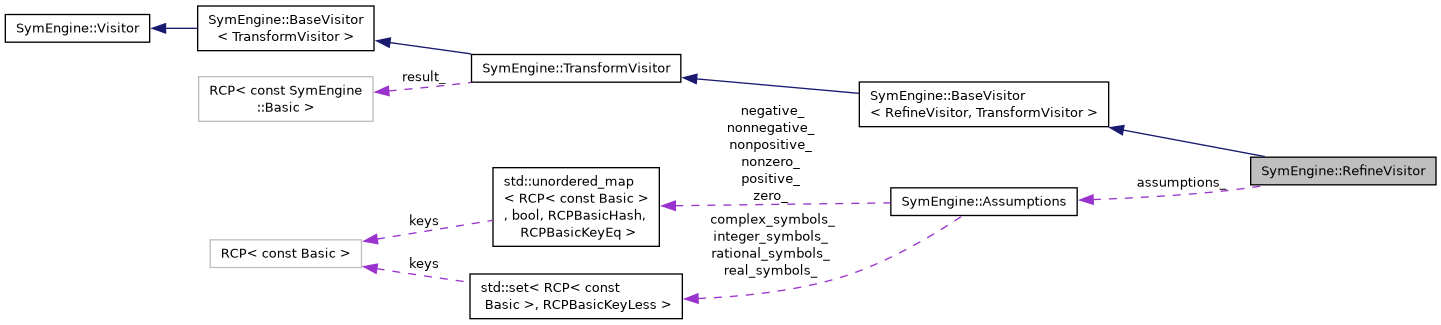 SymEngine::Visitor
SymEngine::BaseVisitor
< TransformVisitor >
SymEngine::TransformVisitor
result_
RCP< const SymEngine
::Basic >
SymEngine::BaseVisitor
< RefineVisitor, TransformVisitor >
SymEngine::RefineVisitor
assumptions_
SymEngine::Assumptions
negative_
nonnegative_
nonpositive_
nonzero_
positive_
zero_
std::unordered_map
< RCP< const Basic >
, bool, RCPBasicHash,
RCPBasicKeyEq >
complex_symbols_
integer_symbols_
rational_symbols_
real_symbols_
keys
RCP< const Basic >
keys
std::set< RCP< const
Basic >, RCPBasicKeyLess >